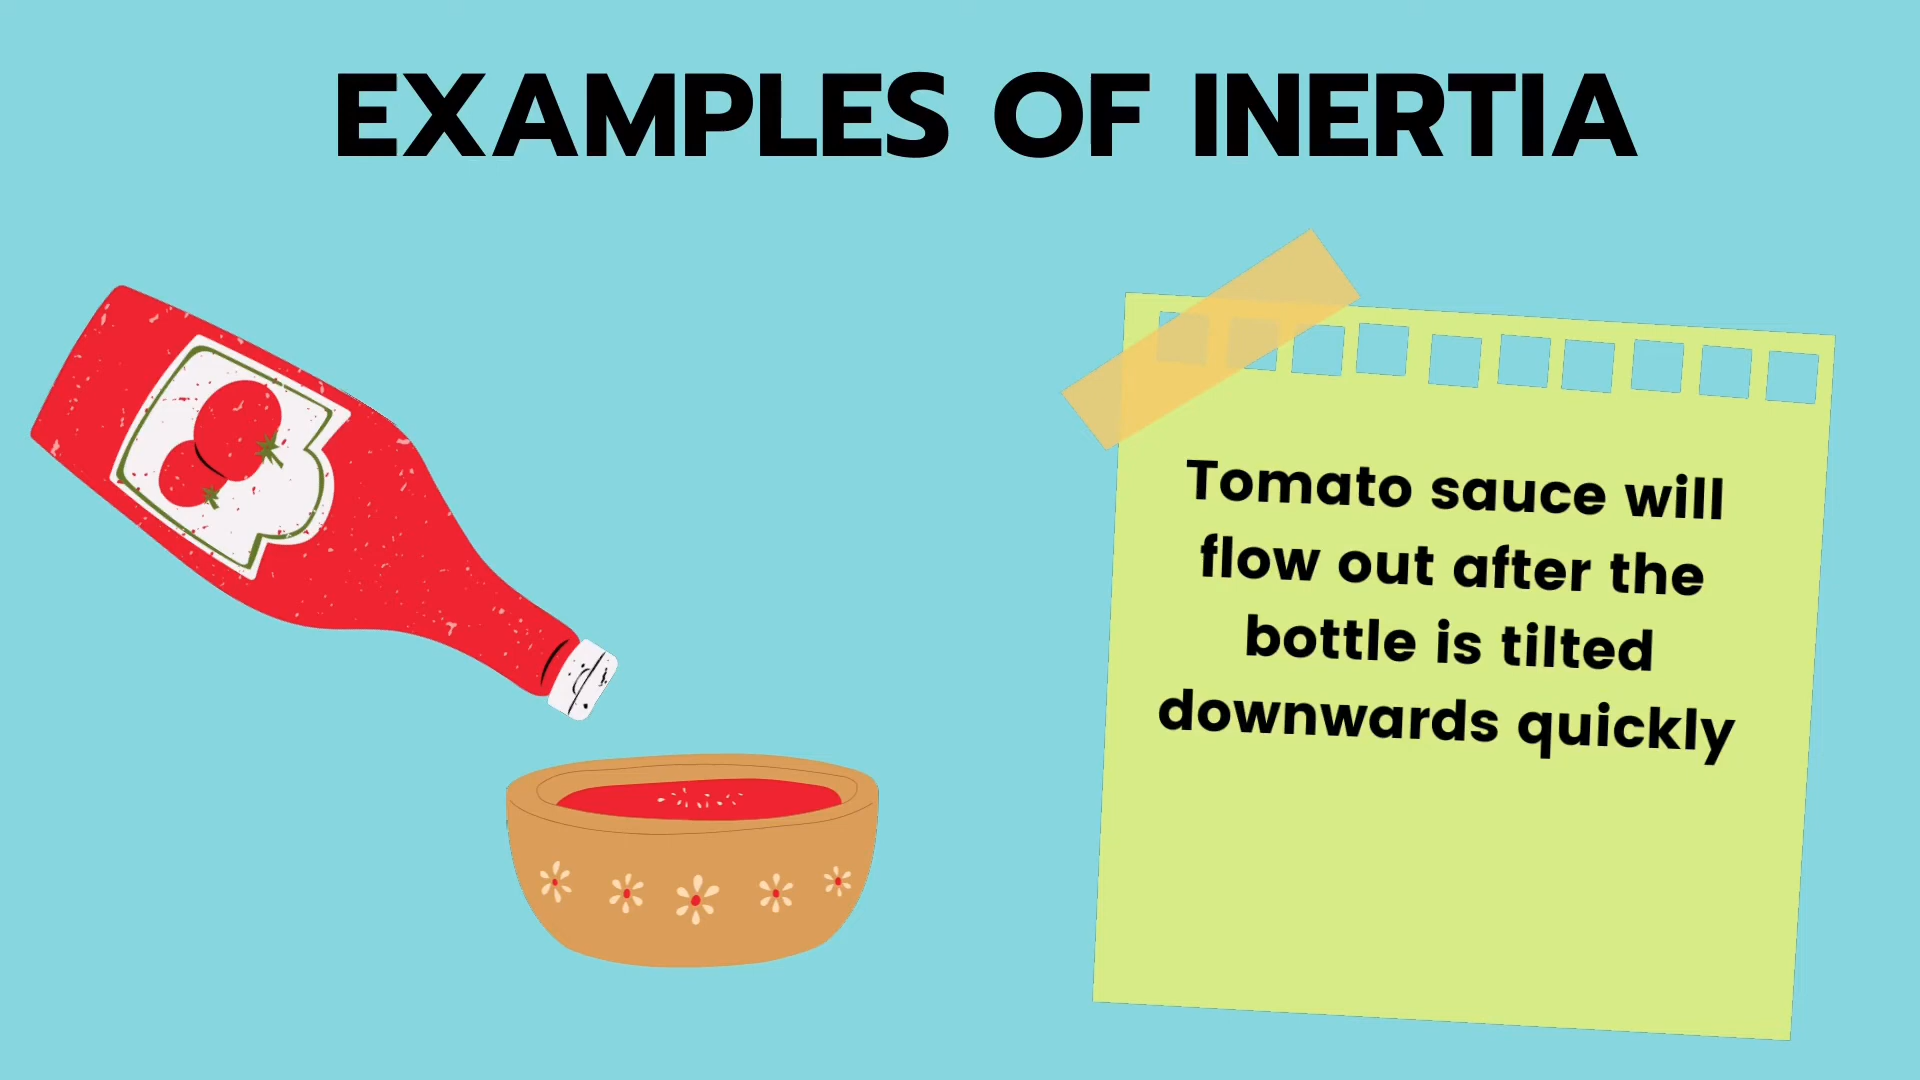 EXAMPLES OF INERTIA
Tomato sauce will
flow out after the
bottle is tilted
downwards quickly